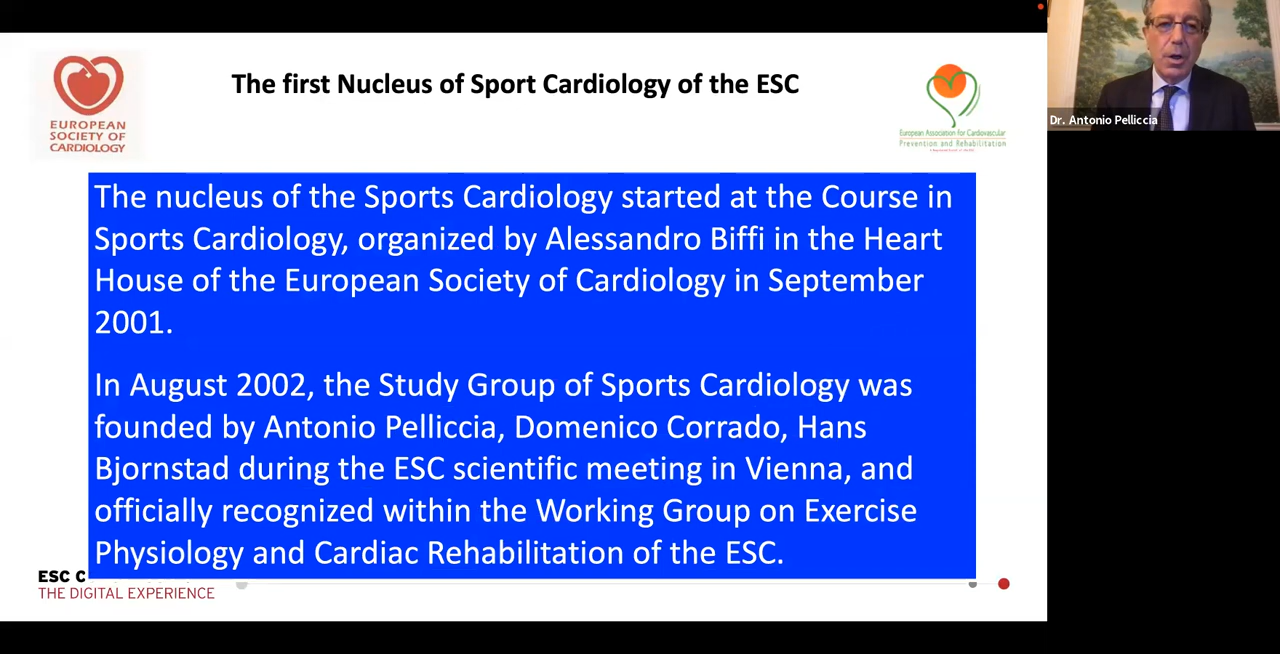 The first Nucleus of Sport Cardiology of the ESC
EUROPEAN
SOCIETY OF
CARDIOLOGY
European Association for Cardiovascular
Prevention and Rehabilitation
Dr. Antonio Pelliccia
The nucleus of the Sports Cardiology started at the Course in
Sports Cardiology, organized by Alessandro Biffi in the Heart
House of the European Society of Cardiology in September
2001.
In August 2002, the Study Group of Sports Cardiology was
founded by Antonio Pelliccia, Domenico Corrado, Hans
Bjornstad during the ESC scientific meeting in Vienna, and
officially recognized within the Working Group on Exercise
Physiology and Cardiac Rehabilitation of the ESC.
ESC C
THE DIGITAL EXPERIENCE